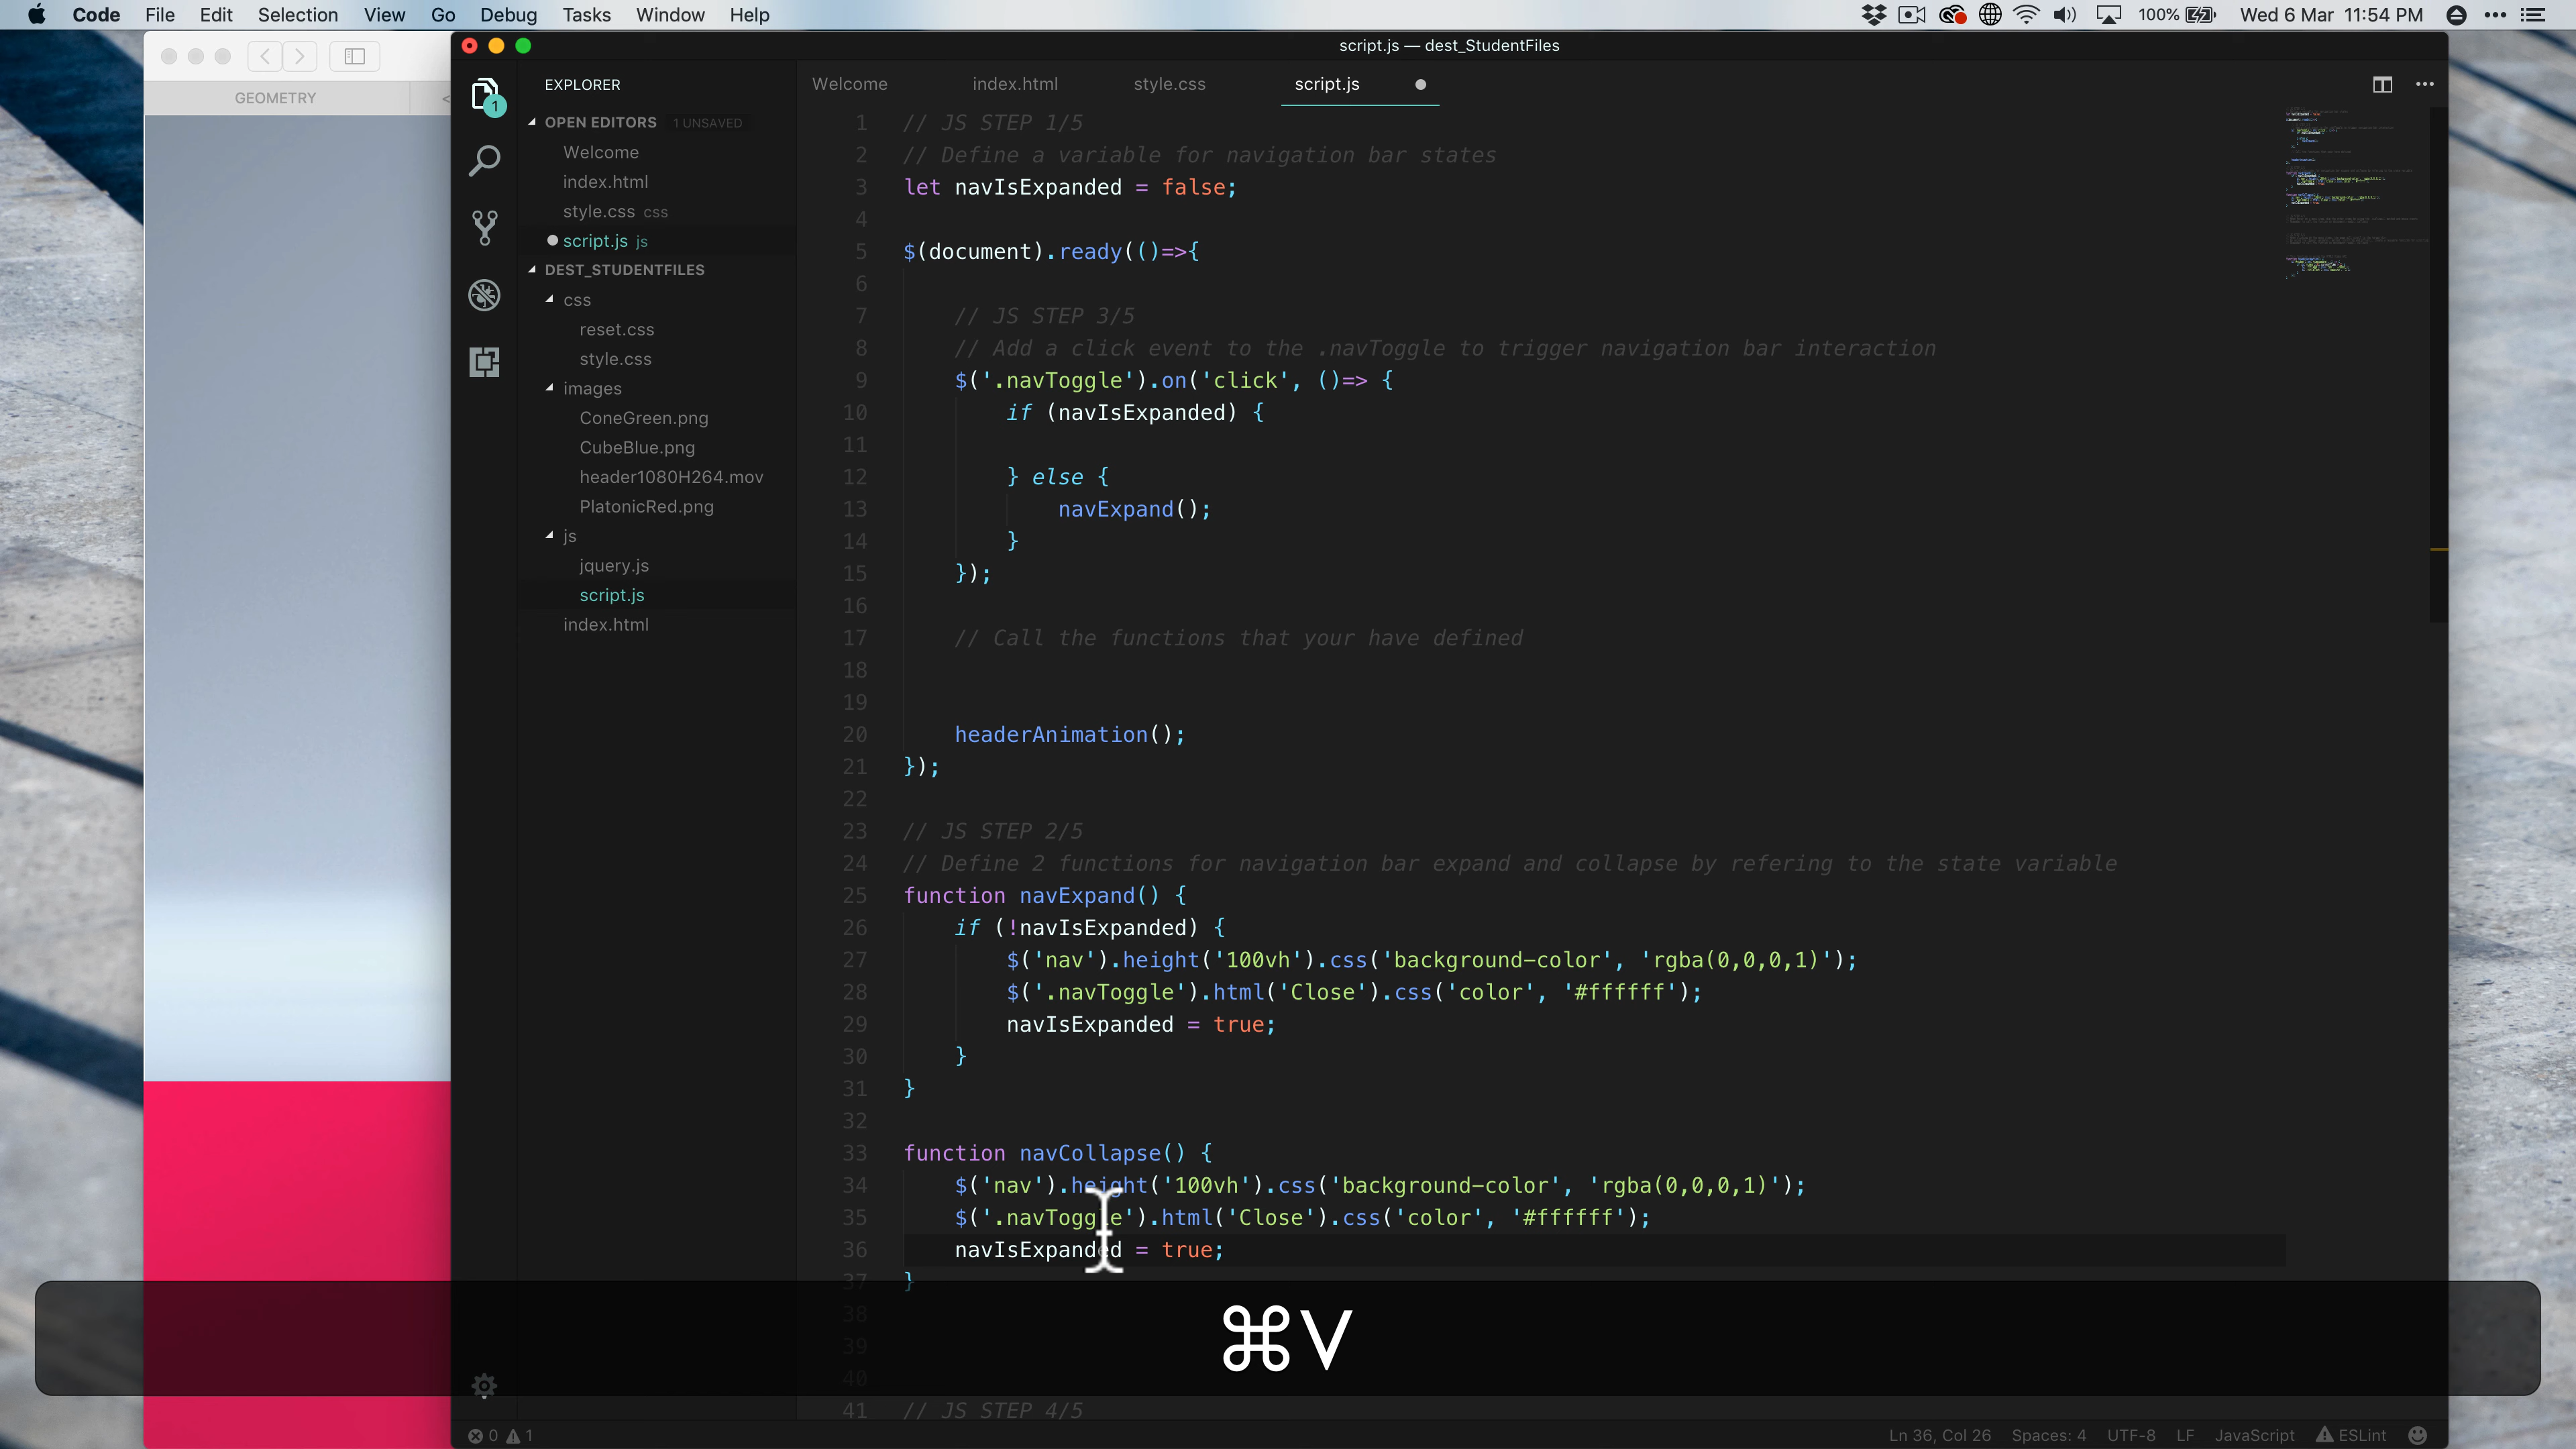 Code File Edit Selection View Go Debug Tasks Window Help 100% Wed 6 Mar 11:54 PM
script.js — dest_StudentFiles
GEOMETRY
EXPLORER
Welcome index.html style.css script.js
1
OPEN EDITORS 1 UNSAVED
Welcome
index.html
style.css css
script.js js
DEST_STUDENTFILES
css
reset.css
style.css
images
ConeGreen.png
CubeBlue.png
header1080H264.mov
PlatonicRed.png
js
jquery.js
script.js
index.html
1 // JS STEP 1/5
2 // Define a variable for navigation bar states
3 let navIsExpanded = false;
4
5 $(document).ready(()=>{
6
7 // JS STEP 3/5
8 // Add a click event to the .navToggle to trigger navigation bar interaction
9 $('.navToggle').on('click', ()=> {
10 if (navIsExpanded) {
11
12 } else {
13 navExpand();
14 }
15 });
16
17 // Call the functions that your have defined
18
19
20 headerAnimation();
21 });
22
23 // JS STEP 2/5
24 // Define 2 functions for navigation bar expand and collapse by refering to the state variable
25 function navExpand() {
26 if (!navIsExpanded) {
27 $('nav').height('100vh').css('background-color', 'rgba(0,0,0,1)');
28 $('.navToggle').html('Close').css('color', '#ffffff');
29 navIsExpanded = true;
30 }
31 }
32
33 function navCollapse() {
34 $('nav').height('100vh').css('background-color', 'rgba(0,0,0,1)');
35 $('.navToggle').html('Close').css('color', '#ffffff');
36 navIsExpanded = true;
37 }
38
39
40
41 // JS STEP 4/5
⌘V
0 1 Ln 36, Col 26 Spaces: 4 UTF-8 LF JavaScript ESLint